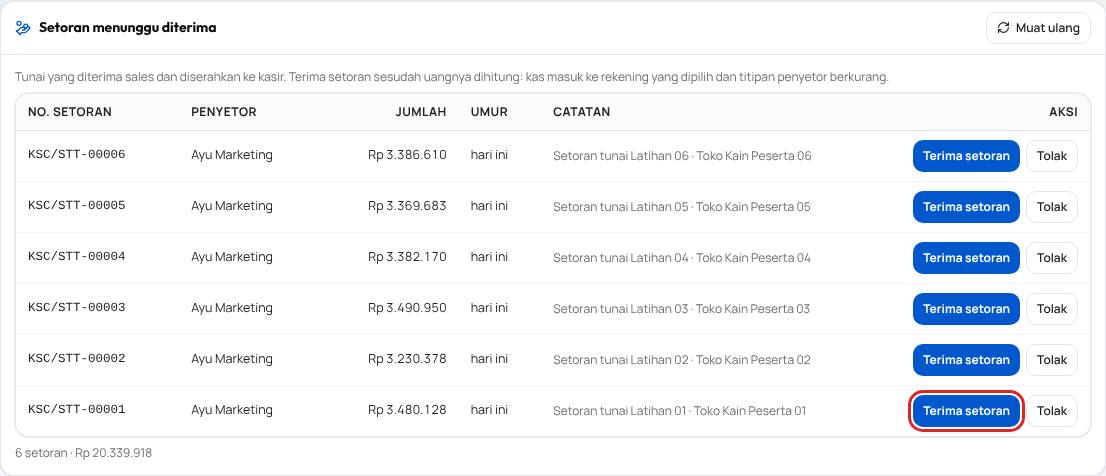 Setoran menunggu diterima
Muat ulang
Tunai yang diterima sales dan diserahkan ke kasir. Terima setoran sesudah uangnya dihitung: kas masuk ke rekening yang dipilih dan titipan penyetor berkurang.
NO. SETORAN PENYETOR JUMLAH UMUR CATATAN AKSI
KSC/STT-00006 Ayu Marketing Rp 3.386.610 hari ini Setoran tunai Latihan 06 · Toko Kain Peserta 06 Terima setoran Tolak
KSC/STT-00005 Ayu Marketing Rp 3.369.683 hari ini Setoran tunai Latihan 05 · Toko Kain Peserta 05 Terima setoran Tolak
KSC/STT-00004 Ayu Marketing Rp 3.382.170 hari ini Setoran tunai Latihan 04 · Toko Kain Peserta 04 Terima setoran Tolak
KSC/STT-00003 Ayu Marketing Rp 3.490.950 hari ini Setoran tunai Latihan 03 · Toko Kain Peserta 03 Terima setoran Tolak
KSC/STT-00002 Ayu Marketing Rp 3.230.378 hari ini Setoran tunai Latihan 02 · Toko Kain Peserta 02 Terima setoran Tolak
KSC/STT-00001 Ayu Marketing Rp 3.480.128 hari ini Setoran tunai Latihan 01 · Toko Kain Peserta 01 Terima setoran Tolak
6 setoran · Rp 20.339.918